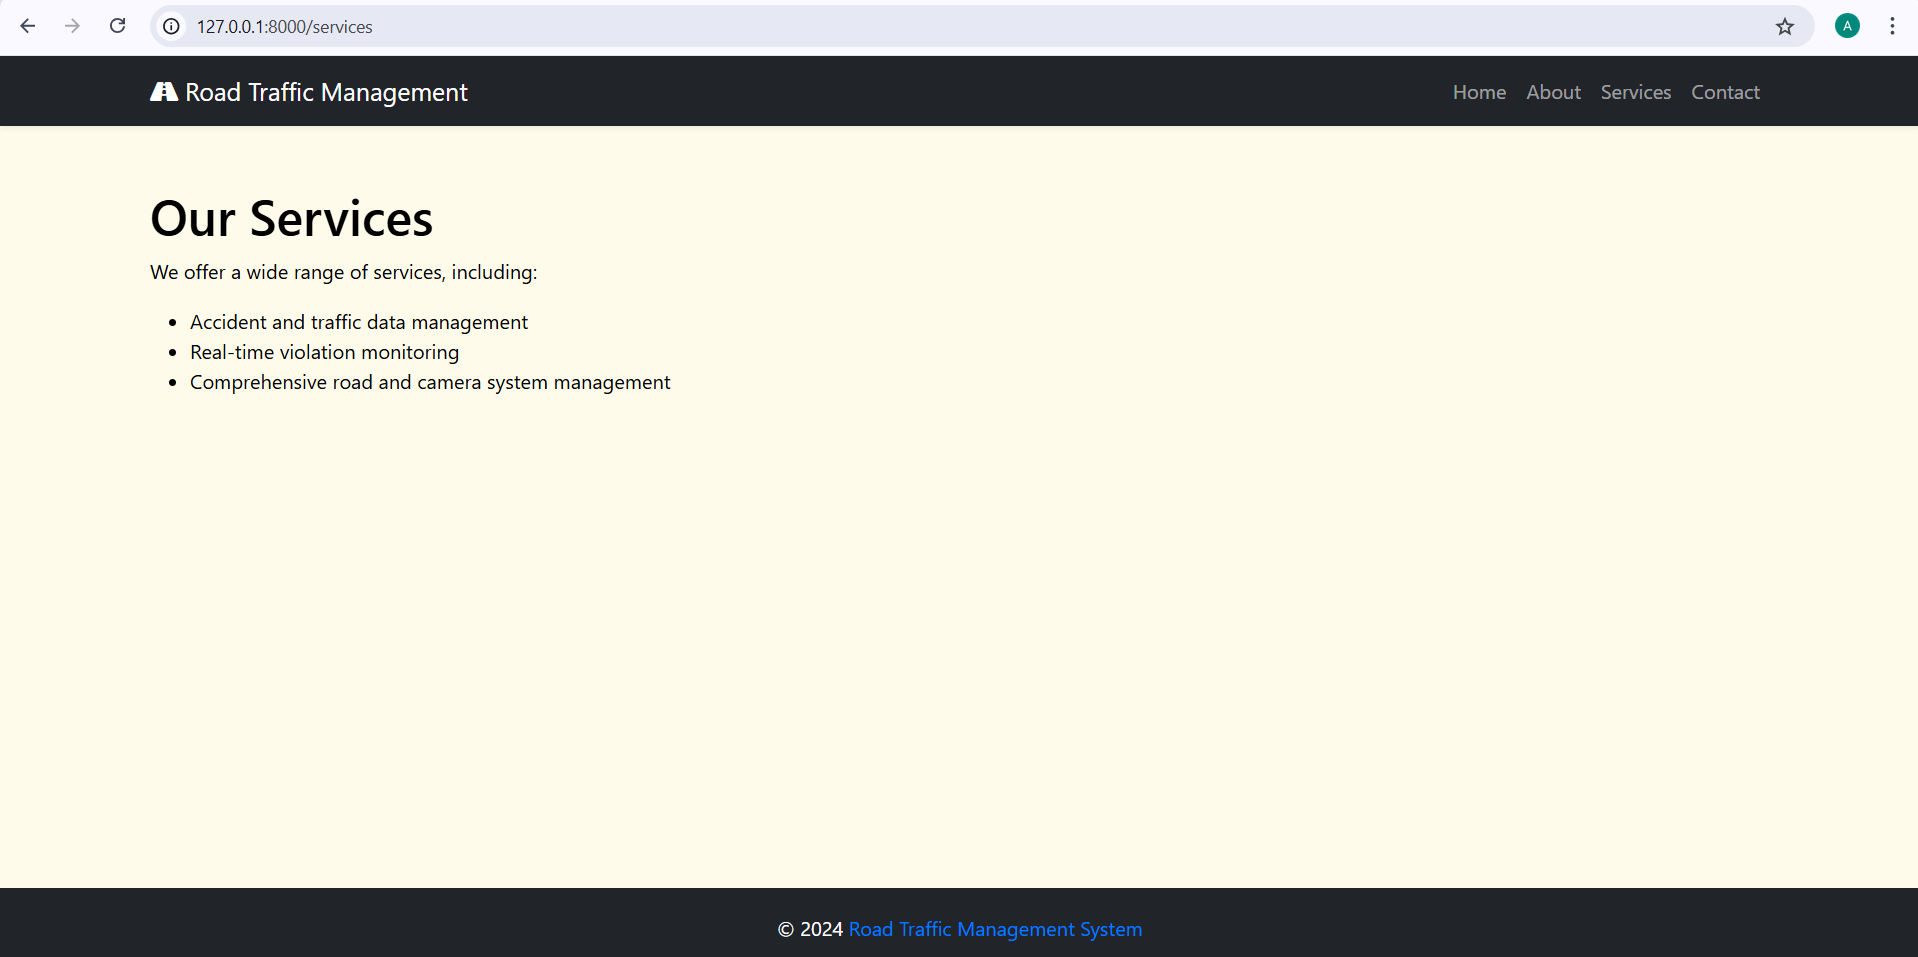 127.0.0.1:8000/services
A
Road Traffic Management
Home About Services Contact
Our Services
We offer a wide range of services, including:
• Accident and traffic data management
• Real-time violation monitoring
• Comprehensive road and camera system management
© 2024 Road Traffic Management System